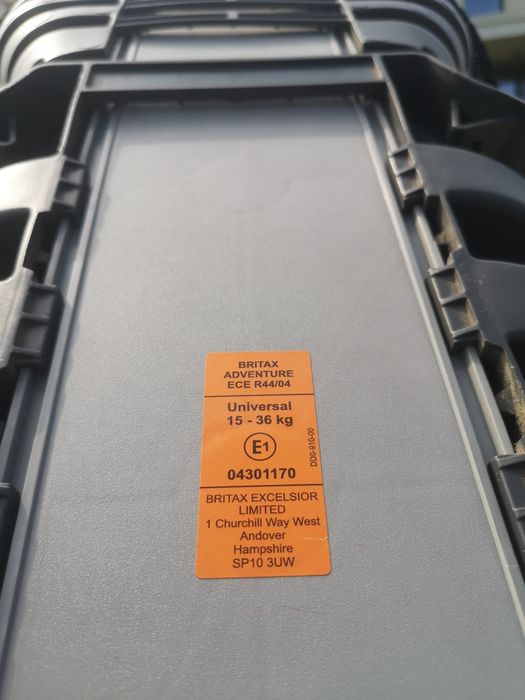 BRITAX
ADVENTURE
ECE R44/04
Universal
15 - 36 kg
E1
DD0-910-00
04301170
BRITAX EXCELSIOR
LIMITED
1 Churchill Way West
Andover
Hampshire
SP10 3UW